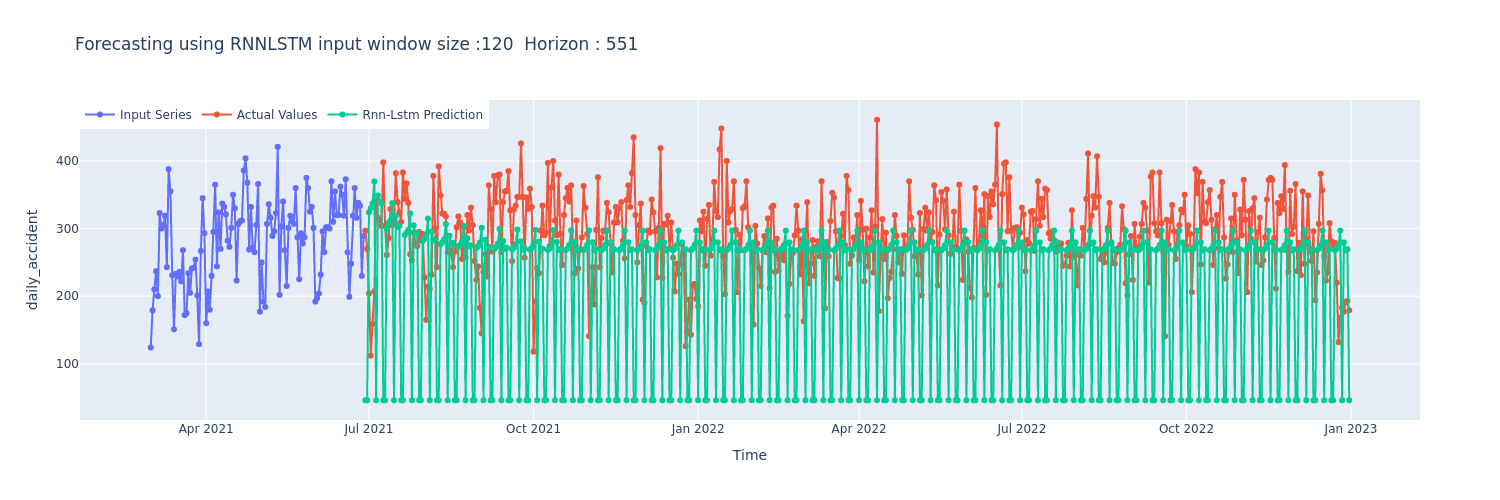 Forecasting using RNNLSTM input window size :120  Horizon : 551
Input Series
Actual Values
Rnn-Lstm Prediction
daily_accident
400
300
200
100
Apr 2021
Jul 2021
Oct 2021
Jan 2022
Apr 2022
Jul 2022
Oct 2022
Jan 2023
Time